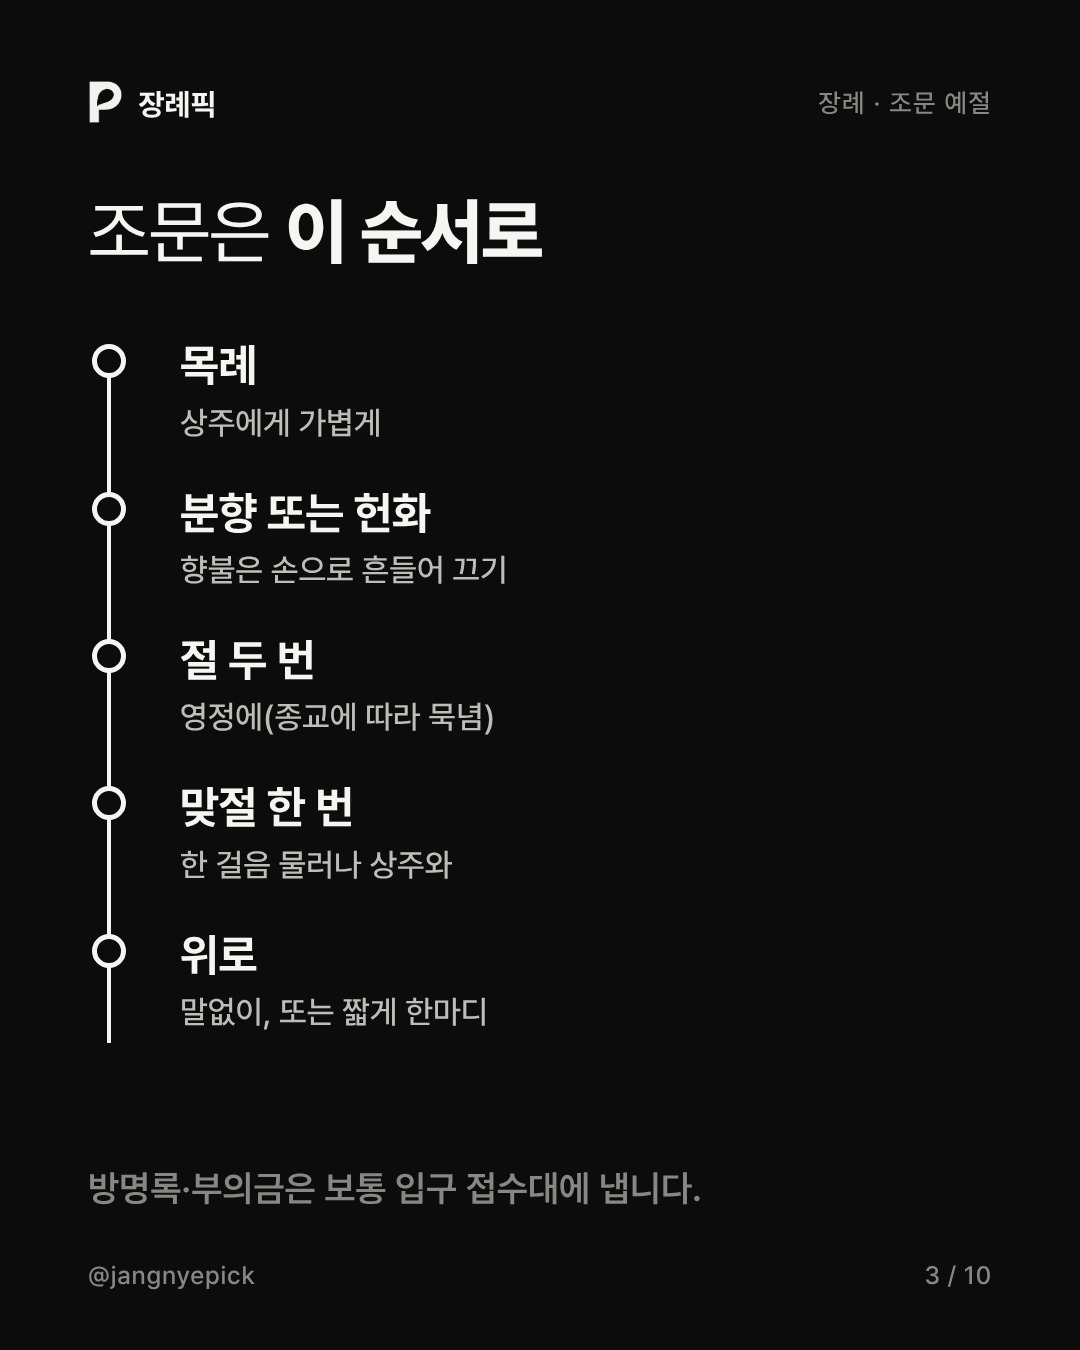 장례픽
장례 · 조문 예절
조문은 이 순서로
목례
상주에게 가볍게
분향 또는 헌화
향불은 손으로 흔들어 끄기
절 두 번
영정에(종교에 따라 묵념)
맞절 한 번
한 걸음 물러나 상주와
위로
말없이, 또는 짧게 한마디
방명록·부의금은 보통 입구 접수대에 냅니다.
@jangnyepick
3 / 10